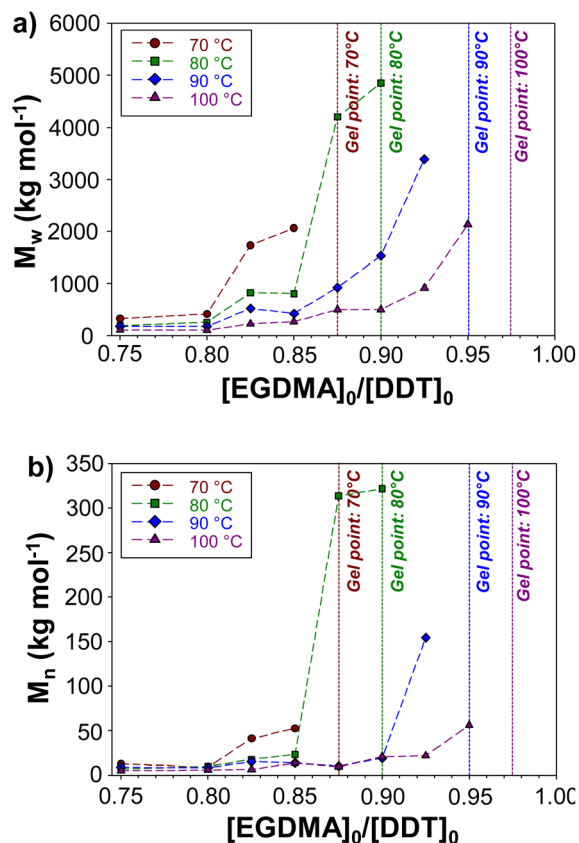 a)
M_w (kg mol⁻¹)
6000
5000
4000
3000
2000
1000
0
70 °C
80 °C
90 °C
100 °C
Gel point: 70°C
Gel point: 80°C
Gel point: 90°C
Gel point: 100°C
0.75 0.80 0.85 0.90 0.95 1.00
[EGDMA]₀/[DDT]₀
b)
M_n (kg mol⁻¹)
350
300
250
200
150
100
50
0
70 °C
80 °C
90 °C
100 °C
Gel point: 70°C
Gel point: 80°C
Gel point: 90°C
Gel point: 100°C
0.75 0.80 0.85 0.90 0.95 1.00
[EGDMA]₀/[DDT]₀